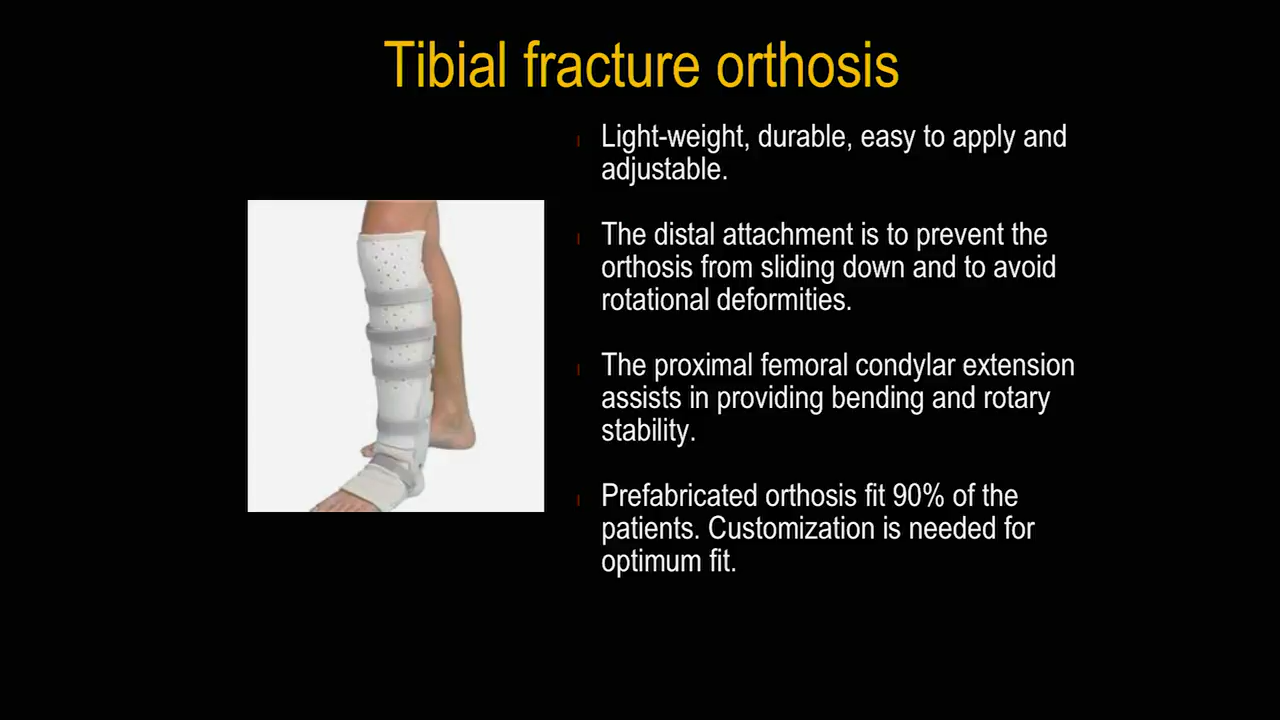 Tibial fracture orthosis
Light-weight, durable, easy to apply and
adjustable.
The distal attachment is to prevent the
orthosis from sliding down and to avoid
rotational deformities.
The proximal femoral condylar extension
assists in providing bending and rotary
stability.
Prefabricated orthosis fit 90% of the
patients. Customization is needed for
optimum fit.